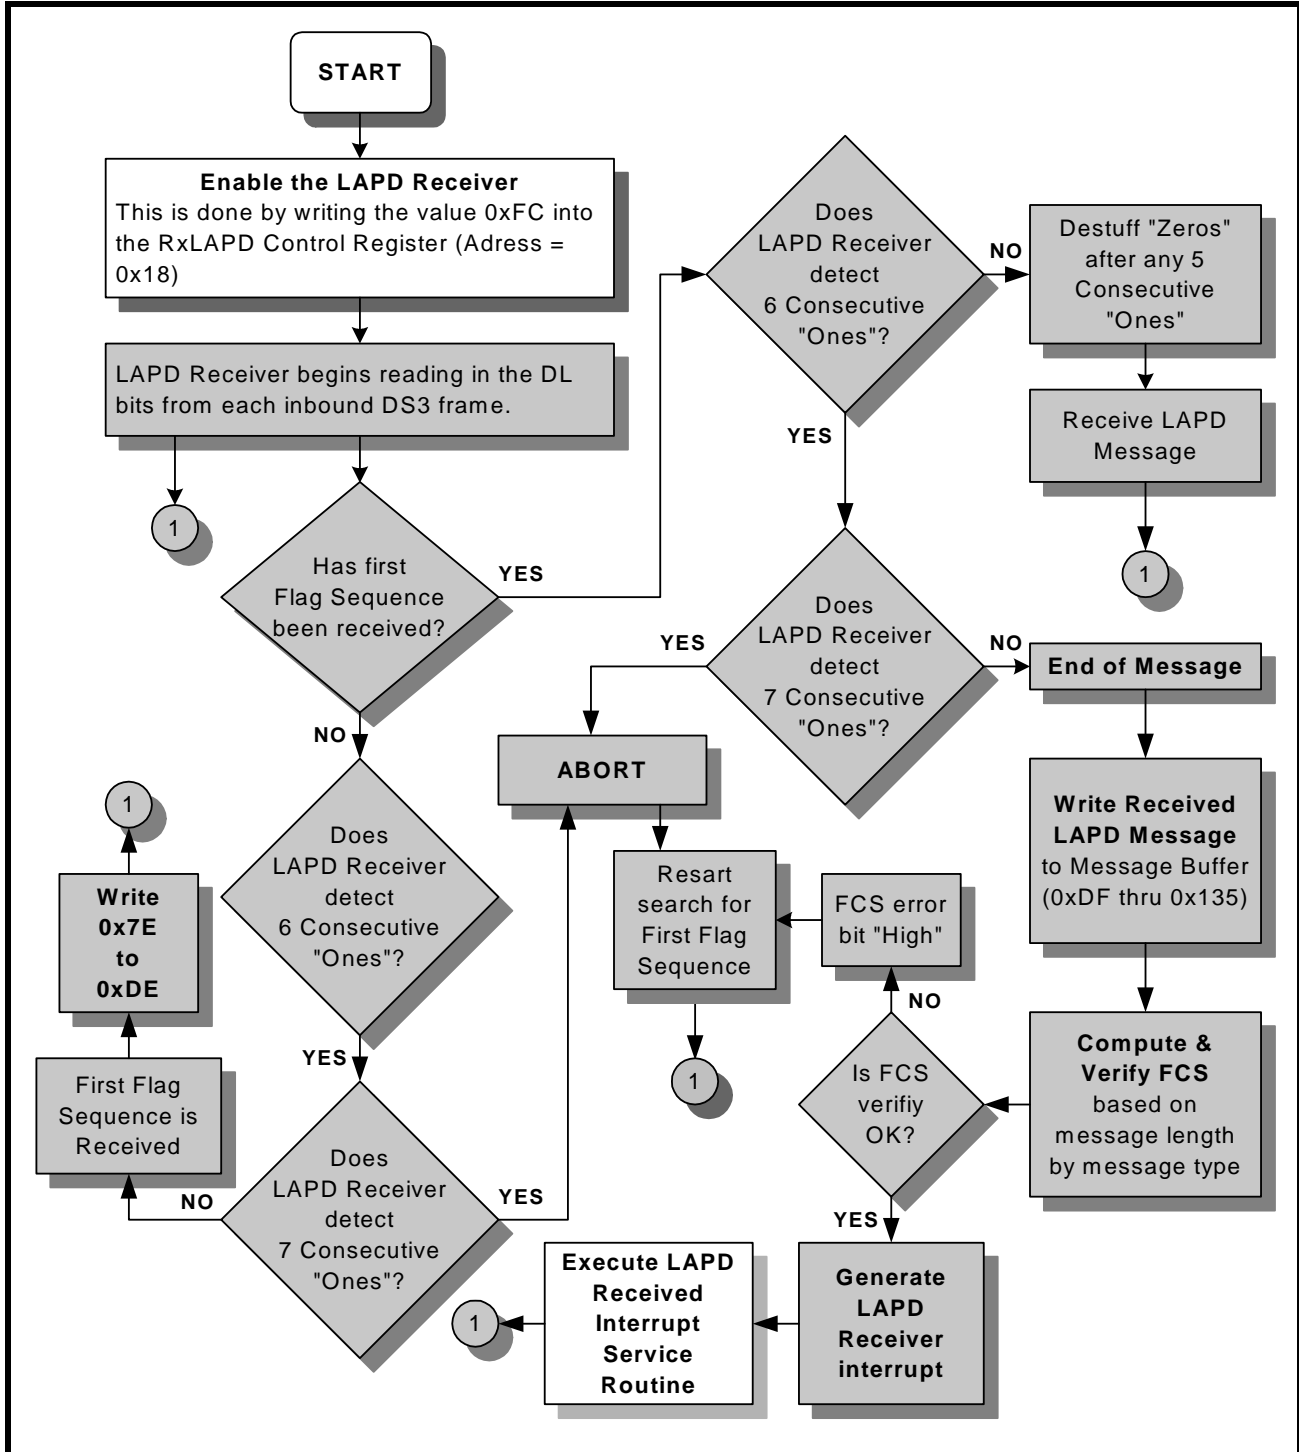 START
Enable the LAPD Receiver
This is done by writing the value 0xFC into
the RxLAPD Control Register (Adress =
0x18)
LAPD Receiver begins reading in the DL
bits from each inbound DS3 frame.
1
Has first
Flag Sequence
been received?
YES
NO
Does
LAPD Receiver
detect
6 Consecutive
"Ones"?
YES
Does
LAPD Receiver
detect
7 Consecutive
"Ones"?
NO
YES
First Flag
Sequence is
Received
Write
0x7E
to
0xDE
1
Does
LAPD Receiver
detect
6 Consecutive
"Ones"?
NO
YES
Destuff "Zeros"
after any 5
Consecutive
"Ones"
Receive LAPD
Message
1
Does
LAPD Receiver
detect
7 Consecutive
"Ones"?
YES
NO
ABORT
Resart
search for
First Flag
Sequence
1
End of Message
Write Received
LAPD Message
to Message Buffer
(0xDF thru 0x135)
Compute &
Verify FCS
based on
message length
by message type
Is FCS
verifiy
OK?
NO
YES
FCS error
bit "High"
Generate
LAPD
Receiver
interrupt
Execute LAPD
Received
Interrupt
Service
Routine
1